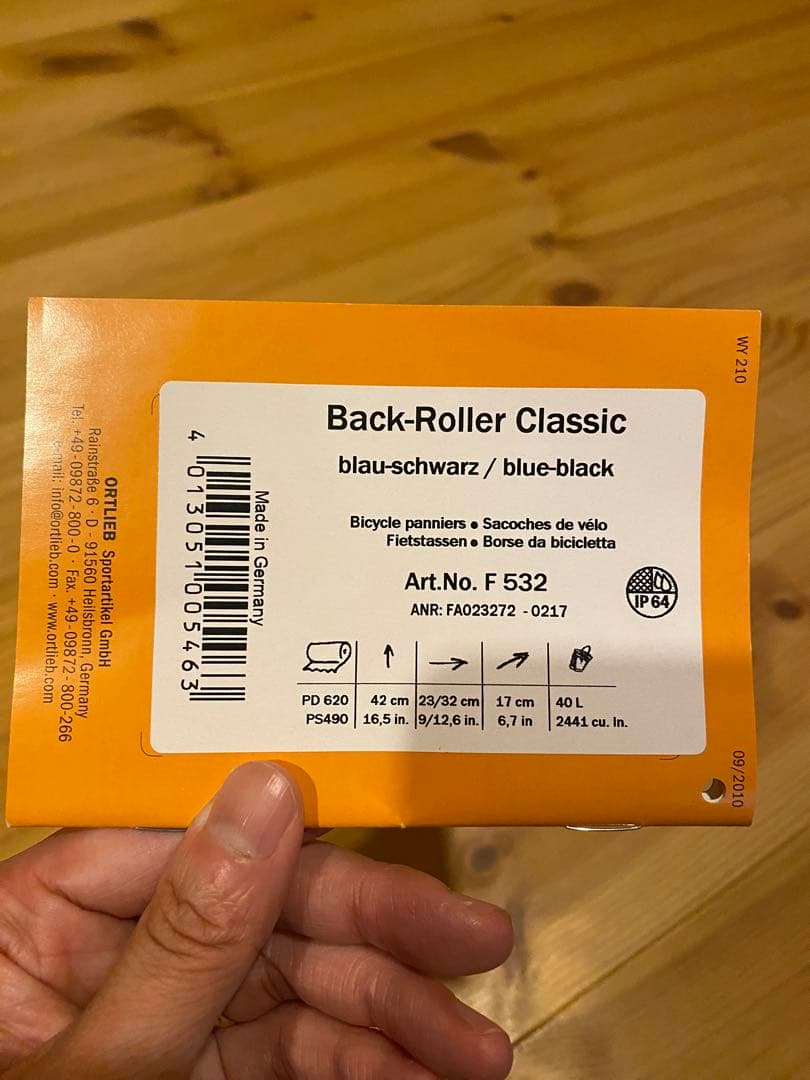 WY 210
Back-Roller Classic
blau-schwarz / blue-black
Bicycle panniers • Sacoches de vélo
Fietstassen • Borse da bicicletta
Art.No. F 532
ANR: FA023272 - 0217
IP 64
PD 620 42 cm 23/32 cm 17 cm 40 L
PS490 16,5 in. 9/12,6 in. 6,7 in 2441 cu. In.
Made in Germany
4 013051 005463
ORTLIEB Sportartikel GmbH
Rainstraße 6 · D - 91560 Heilsbronn, Germany
Tel. +49-09872-800-0 · Fax. +49-09872-800-266
e-mail: info@ortlieb.com · www.ortlieb.com
09/2010